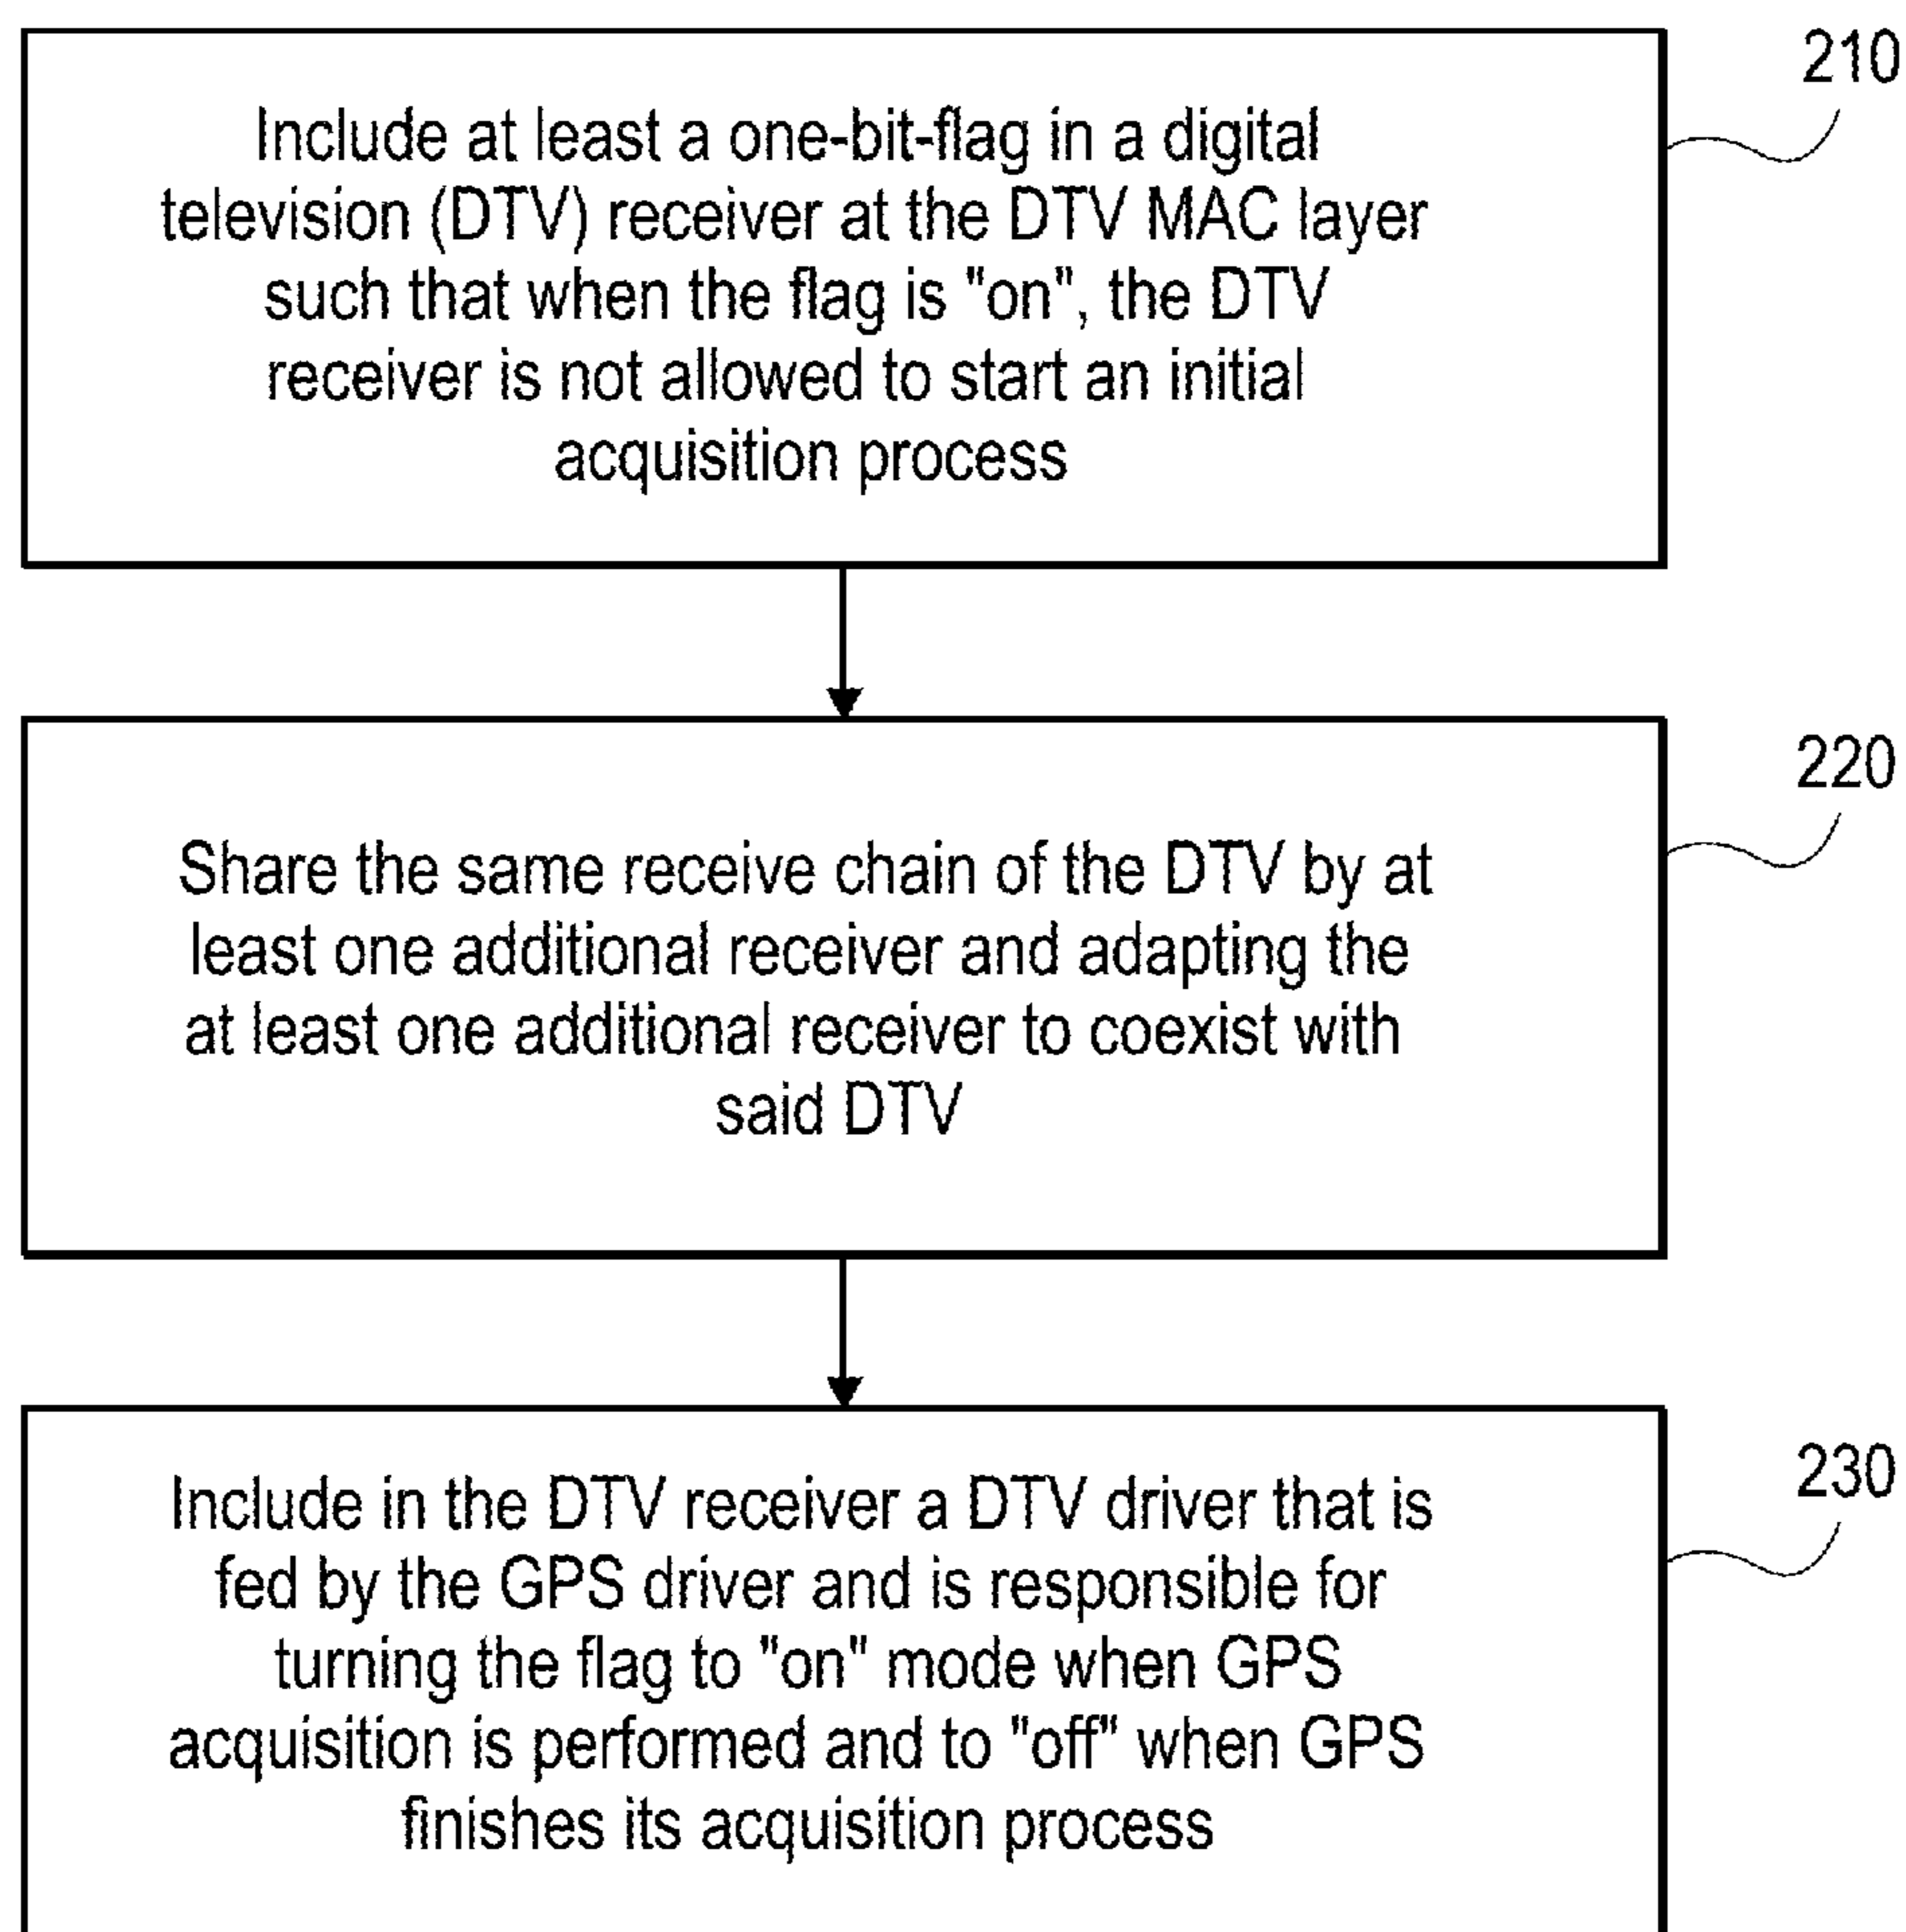 210
Include at least a one-bit-flag in a digital
television (DTV) receiver at the DTV MAC layer
such that when the flag is "on", the DTV
receiver is not allowed to start an initial
acquisition process
220
Share the same receive chain of the DTV by at
least one additional receiver and adapting the
at least one additional receiver to coexist with
said DTV
230
Include in the DTV receiver a DTV driver that is
fed by the GPS driver and is responsible for
turning the flag to "on" mode when GPS
acquisition is performed and to "off" when GPS
finishes its acquisition process